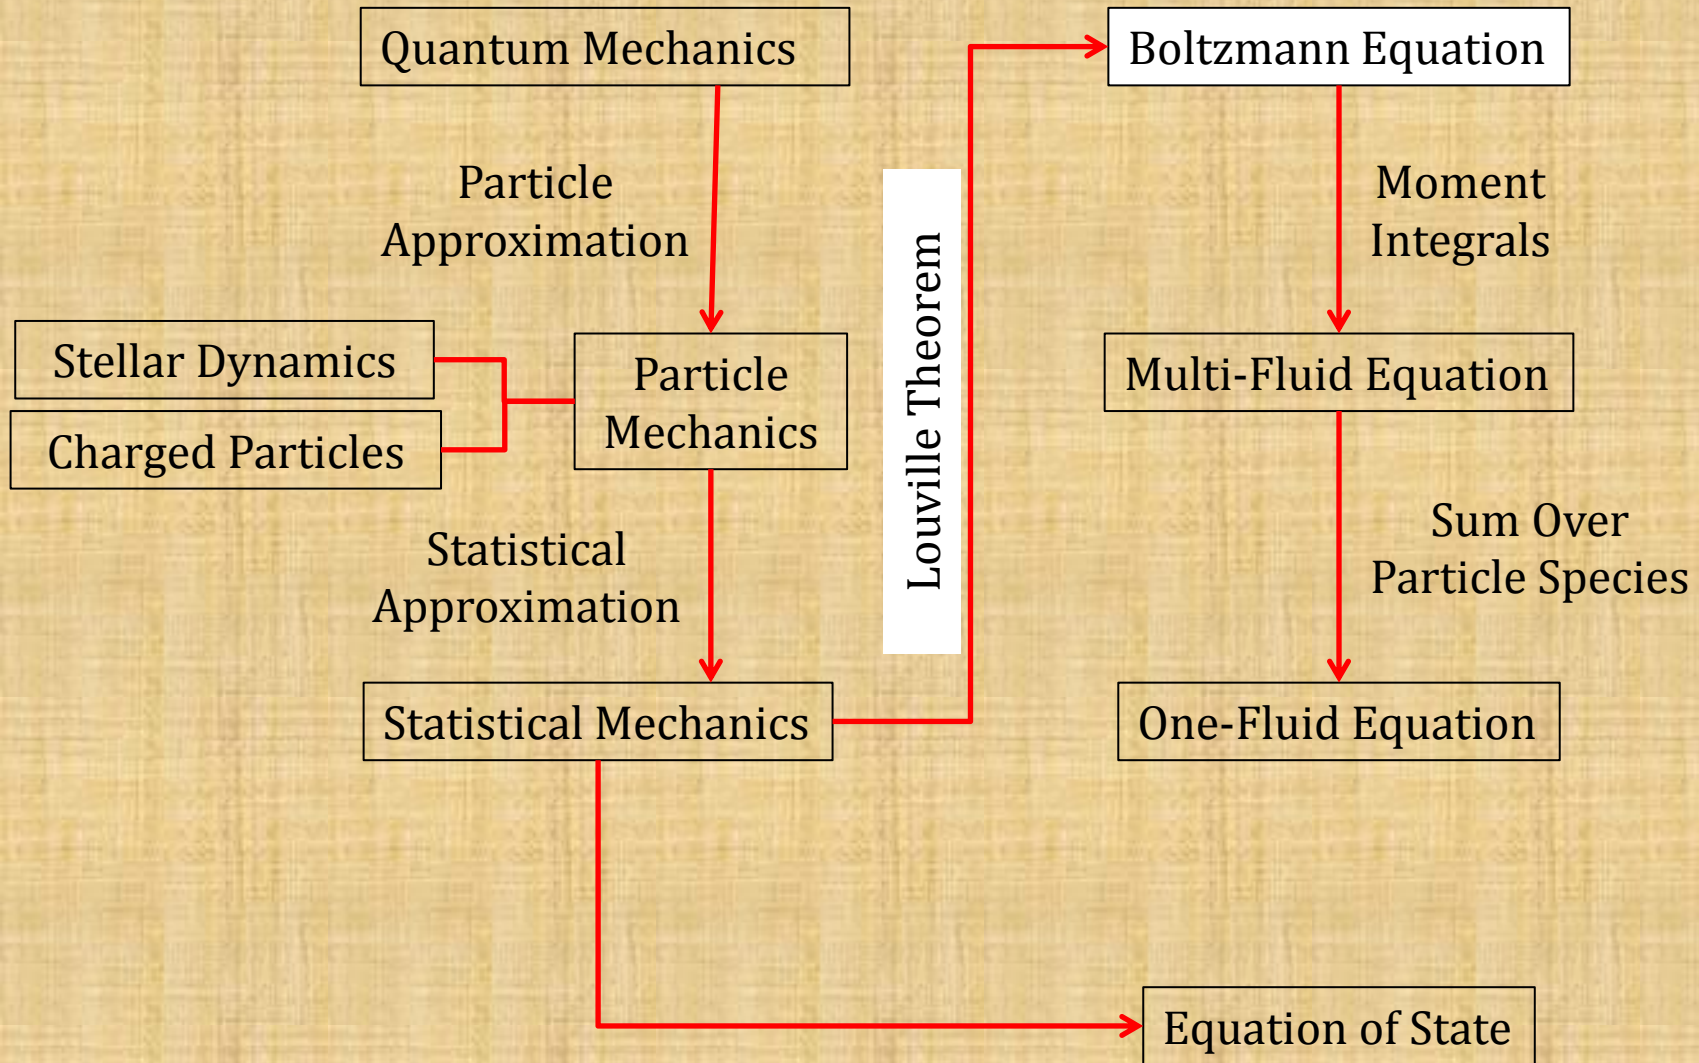 Quantum Mechanics
Particle
Approximation
Stellar Dynamics
Charged Particles
Particle
Mechanics
Statistical
Approximation
Statistical Mechanics
Louville Theorem
Boltzmann Equation
Moment
Integrals
Multi-Fluid Equation
Sum Over
Particle Species
One-Fluid Equation
Equation of State